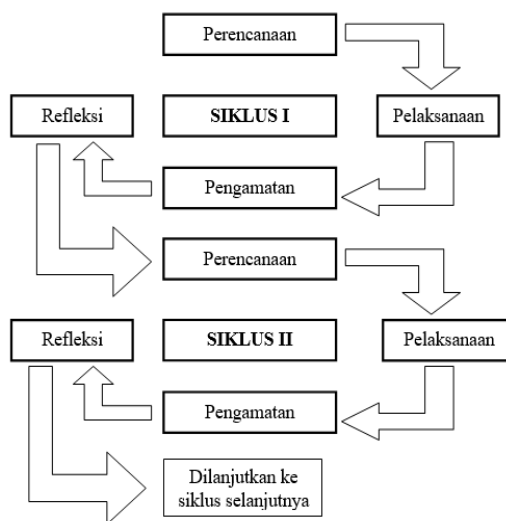 Perencanaan
Refleksi
SIKLUS I
Pelaksanaan
Pengamatan
Perencanaan
Refleksi
SIKLUS II
Pelaksanaan
Pengamatan
Dilanjutkan ke
siklus selanjutnya